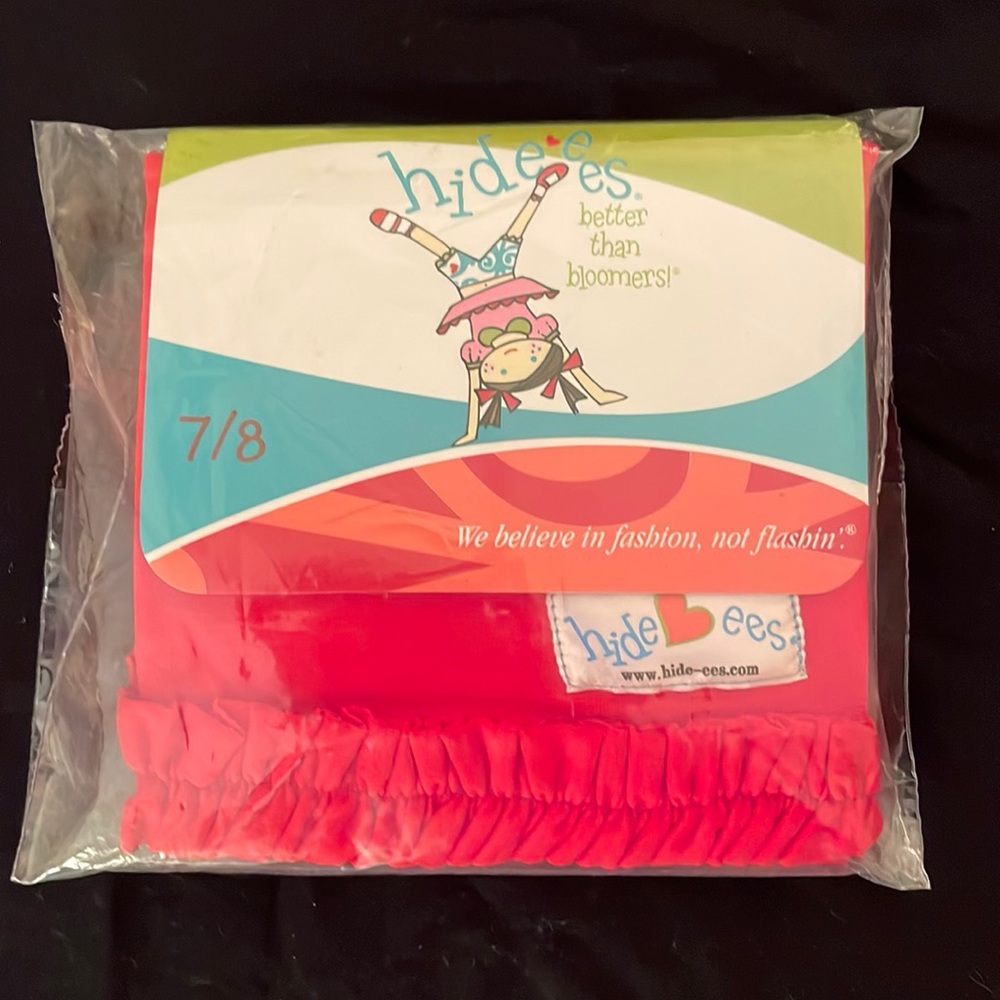 hide-ees®
better
than
bloomers!®
7/8
We believe in fashion, not flashin'.®
hide ees.
www.hide-ees.com